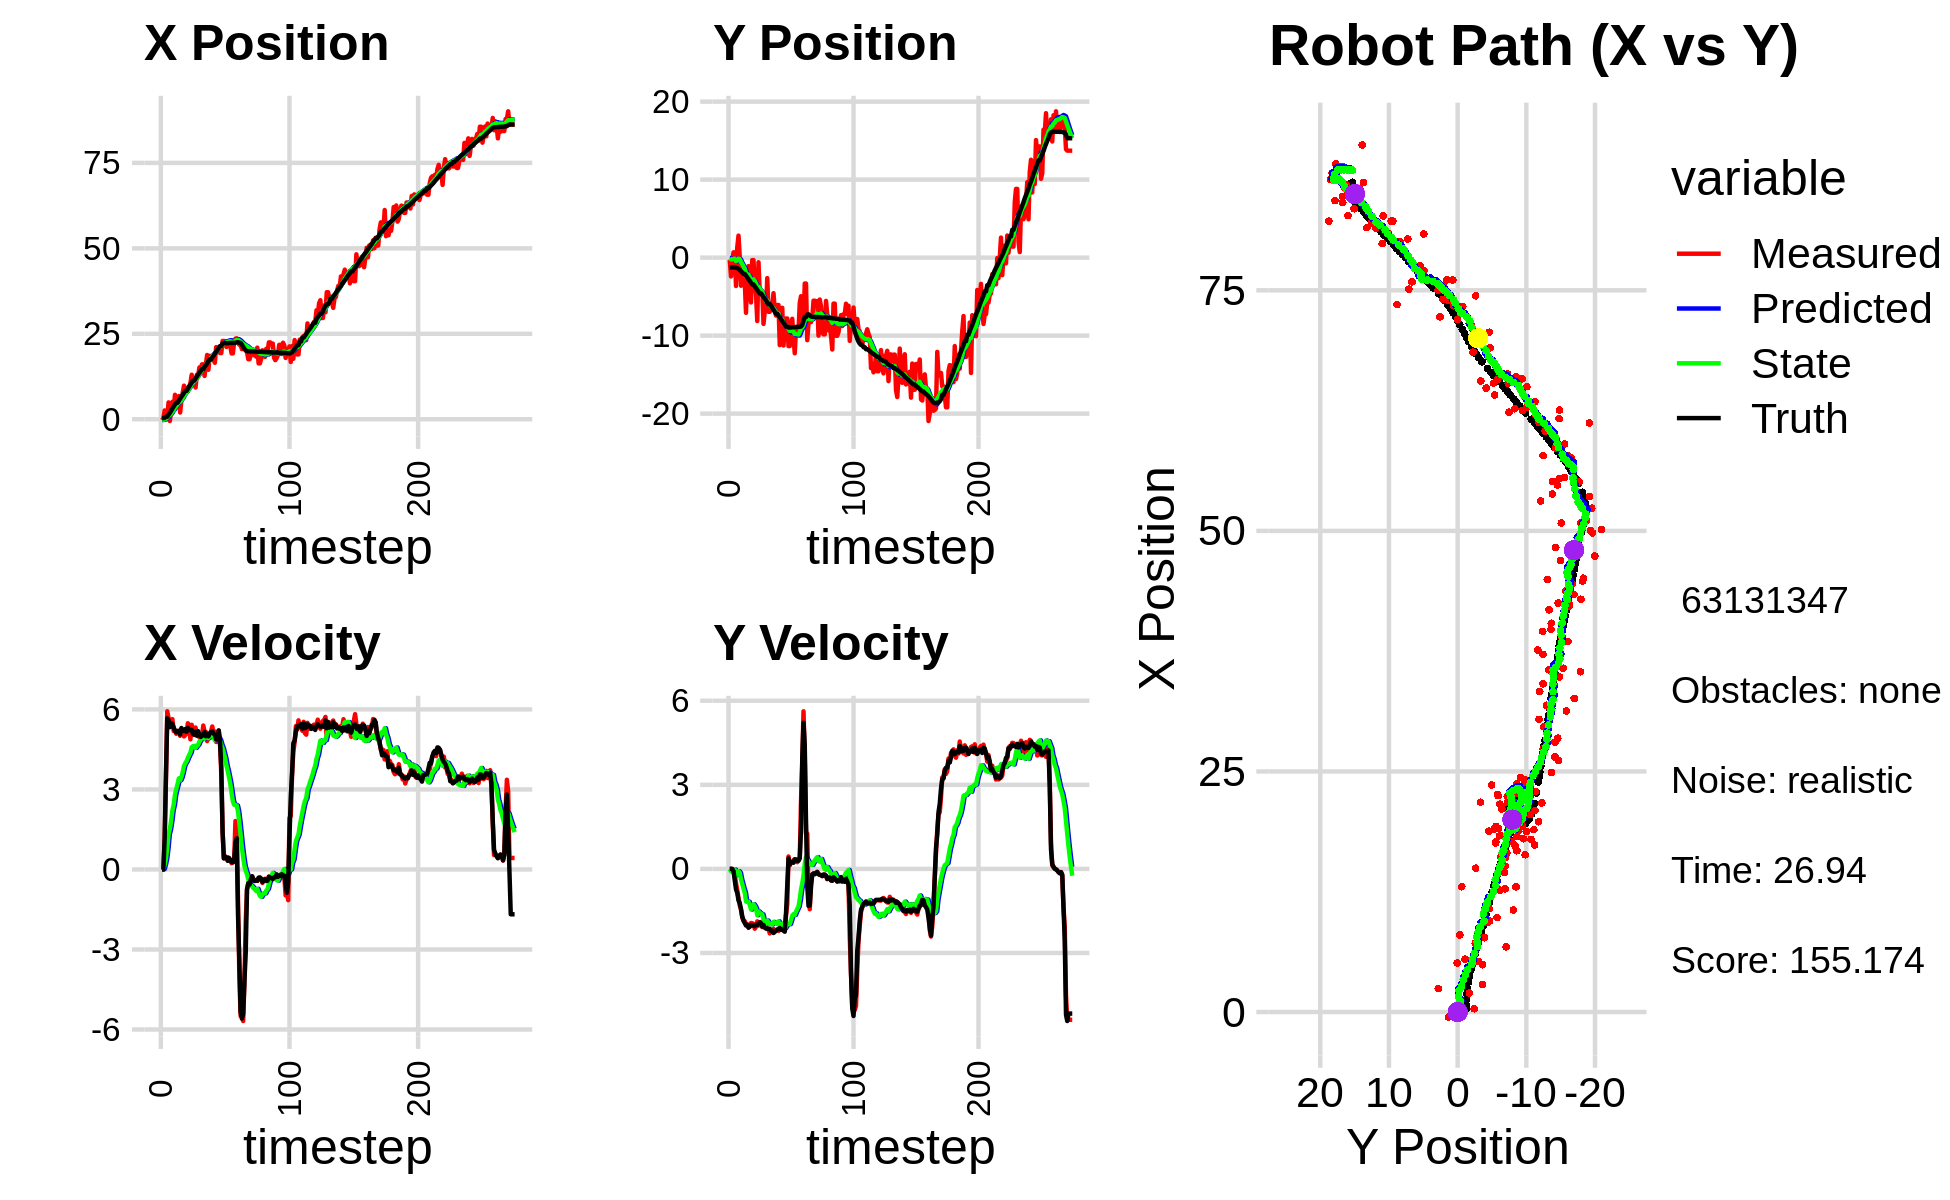 X Position
75
50
25
0
0
100
200
timestep
Y Position
20
10
0
-10
-20
0
100
200
timestep
X Velocity
6
3
0
-3
-6
0
100
200
timestep
Y Velocity
6
3
0
-3
0
100
200
timestep
Robot Path (X vs Y)
X Position
75
50
25
0
20 10 0 -10 -20
Y Position
variable
Measured
Predicted
State
Truth
63131347
Obstacles: none
Noise: realistic
Time: 26.94
Score: 155.174